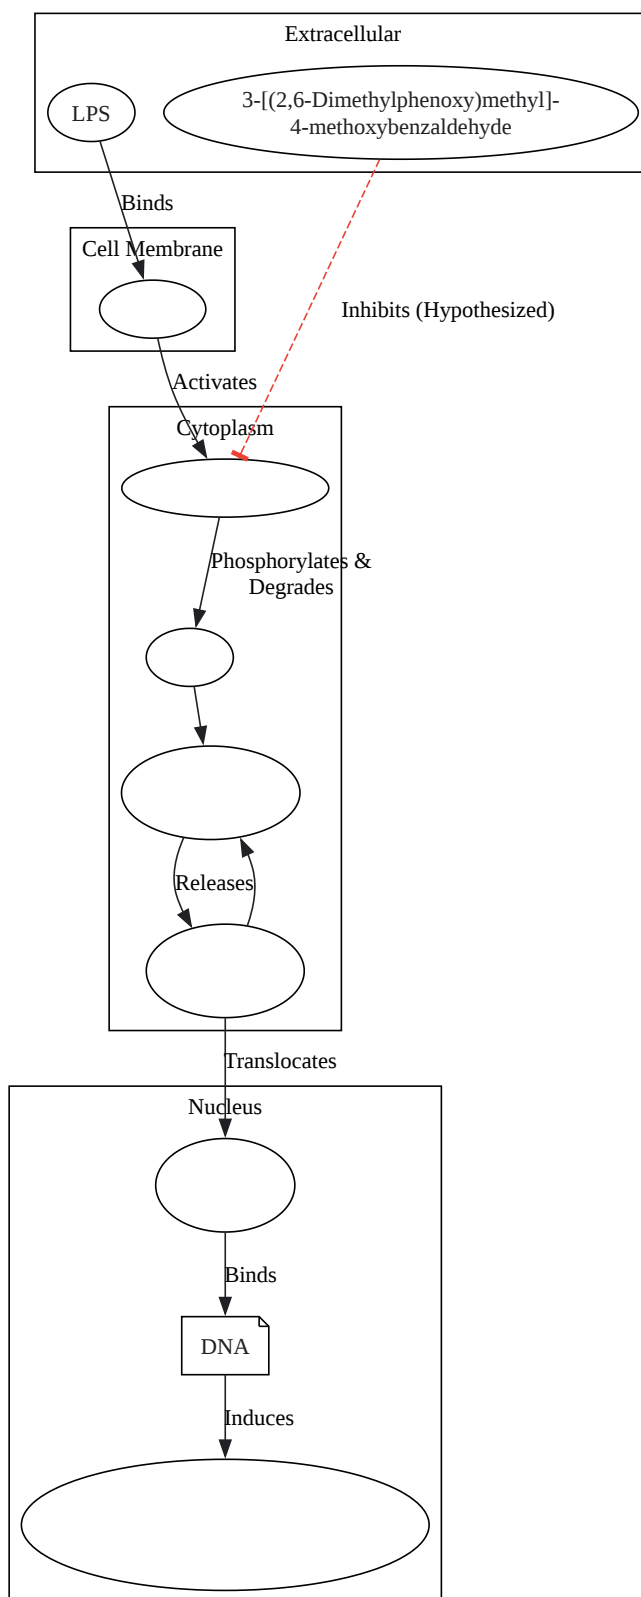 Extracellular
LPS
3-[(2,6-Dimethylphenoxy)methyl]-
4-methoxybenzaldehyde
Binds
Cell Membrane
Inhibits (Hypothesized)
Activates
Cytoplasm
Phosphorylates &
Degrades
Releases
Translocates
Nucleus
Binds
DNA
Induces